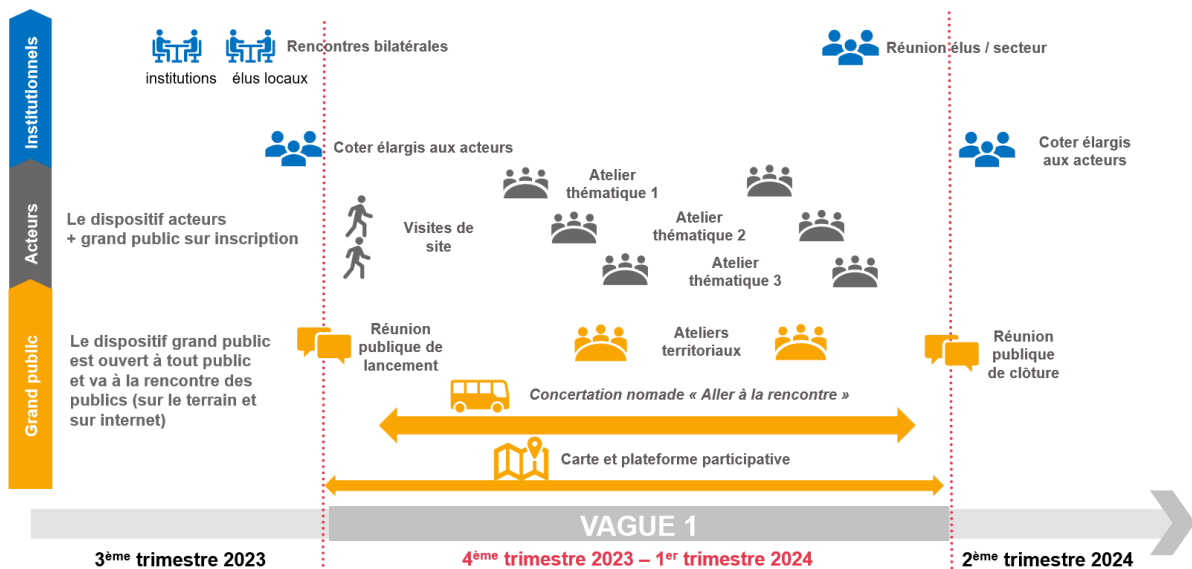 Institutionnels
Rencontres bilatérales
institutions
élus locaux
Réunion élus / secteur
Coter élargis aux acteurs
Coter élargis
aux acteurs
Acteurs
Le dispositif acteurs
+ grand public sur inscription
Visites de
site
Atelier
thématique 1
Atelier
thématique 2
Atelier
thématique 3
Grand public
Le dispositif grand public
est ouvert à tout public
et va à la rencontre des
publics (sur le terrain et
sur internet)
Réunion
publique de
lancement
Ateliers
territoriaux
Réunion
publique
de clôture
Concertation nomade « Aller à la rencontre »
Carte et plateforme participative
VAGUE 1
3ème trimestre 2023
4ème trimestre 2023 – 1er trimestre 2024
2ème trimestre 2024